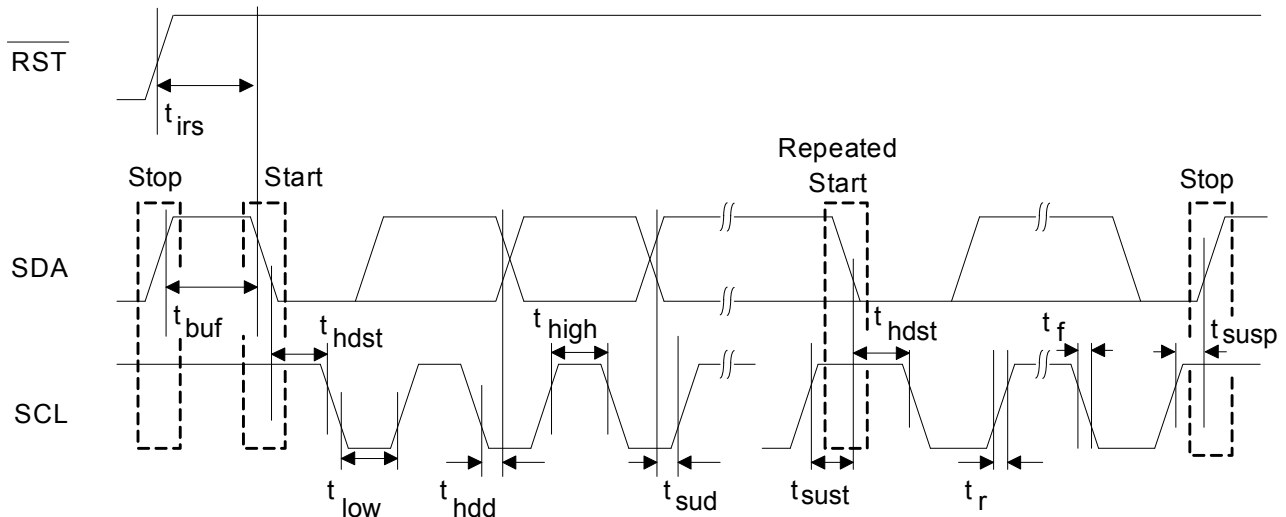 RST
t irs
Repeated
Stop Start Start Stop
SDA
t buf t hdst t high t hdst t f t susp
SCL
t low t hdd t sud t sust t r